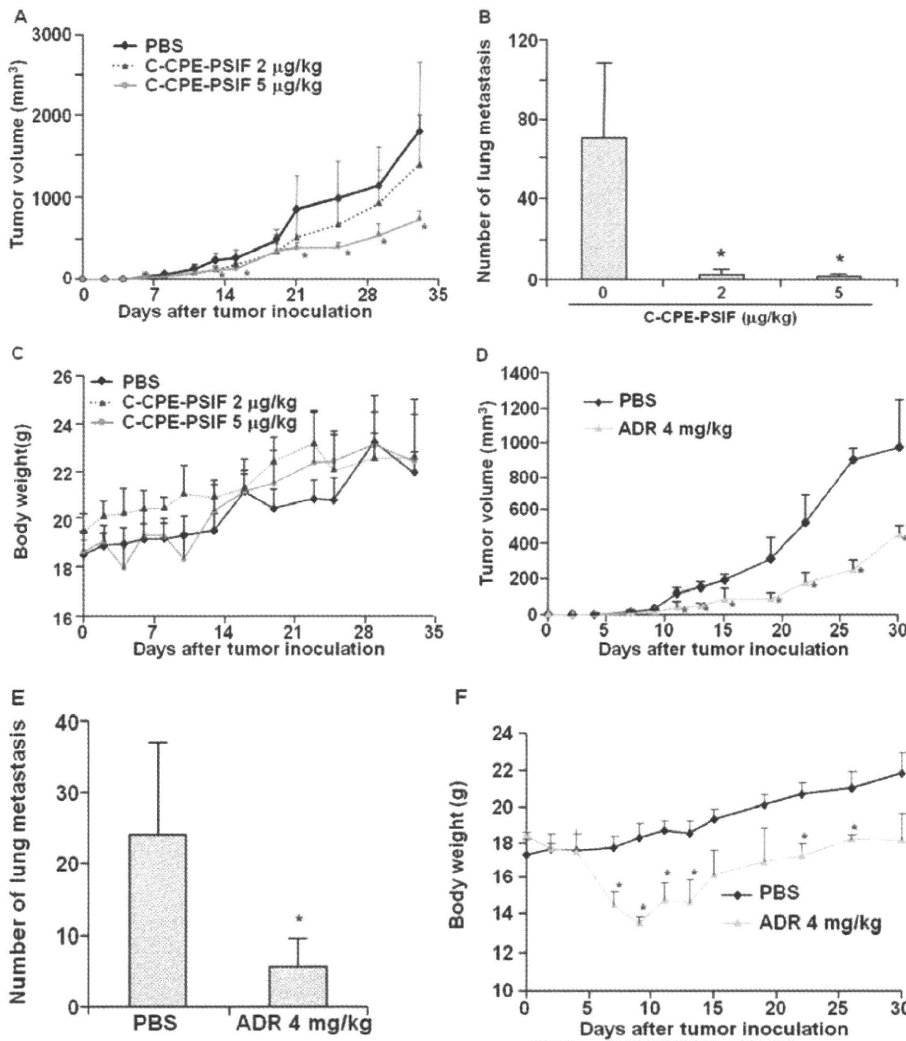 A
Tumor volume (mm³)
3000
2000
1000
0
PBS
C-CPE-PSIF 2 µg/kg
C-CPE-PSIF 5 µg/kg
* * * * * *
0 7 14 21 28 35
Days after tumor inoculation
B
Number of lung metastasis
120
80
40
0
* *
0 2 5
C-CPE-PSIF (µg/kg)
C
Body weight(g)
26
24
22
20
18
16
PBS
C-CPE-PSIF 2 µg/kg
C-CPE-PSIF 5 µg/kg
0 7 14 21 28 35
Days after tumor inoculation
D
Tumor volume (mm³)
1400
1200
1000
800
600
400
200
0
PBS
ADR 4 mg/kg
* * * * * * *
0 5 10 15 20 25 30
Days after tumor inoculation
E
Number of lung metastasis
40
30
20
10
0
*
PBS ADR 4 mg/kg
F
Body weight (g)
24
22
20
18
16
14
12
10
* * * * * *
PBS
ADR 4 mg/kg
0 5 10 15 20 25 30
Days after tumor inoculation